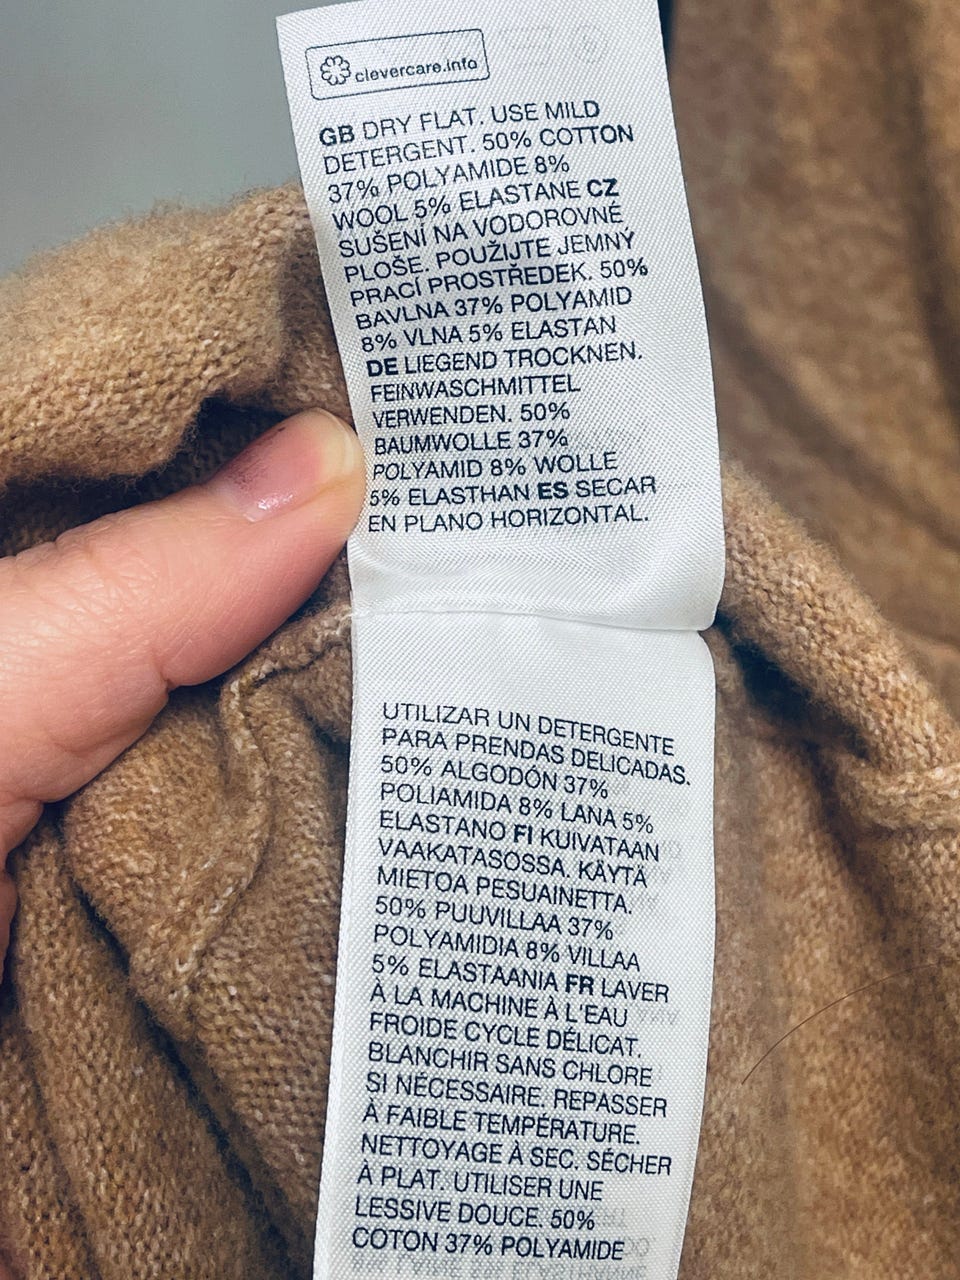 clevercare.info
GB DRY FLAT. USE MILD
DETERGENT. 50% COTTON
37% POLYAMIDE 8%
WOOL 5% ELASTANE CZ
SUŠENÍ NA VODOROVNÉ
PLOŠE. POUŽIJTE JEMNÝ
PRACÍ PROSTŘEDEK. 50%
BAVLNA 37% POLYAMID
8% VLNA 5% ELASTAN
DE LIEGEND TROCKNEN.
FEINWASCHMITTEL
VERWENDEN. 50%
BAUMWOLLE 37%
POLYAMID 8% WOLLE
5% ELASTHAN ES SECAR
EN PLANO HORIZONTAL.
UTILIZAR UN DETERGENTE
PARA PRENDAS DELICADAS.
50% ALGODÓN 37%
POLIAMIDA 8% LANA 5%
ELASTANO FI KUIVATAAN
VAAKATASOSSA. KÄYTÄ
MIETOA PESUAINETTA.
50% PUUVILLAA 37%
POLYAMIDIA 8% VILLAA
5% ELASTAANIA FR LAVER
À LA MACHINE À L'EAU
FROIDE CYCLE DÉLICAT.
BLANCHIR SANS CHLORE
SI NÉCESSAIRE. REPASSER
À FAIBLE TEMPÉRATURE.
NETTOYAGE À SEC. SÉCHER
À PLAT. UTILISER UNE
LESSIVE DOUCE. 50%
COTON 37% POLYAMIDE